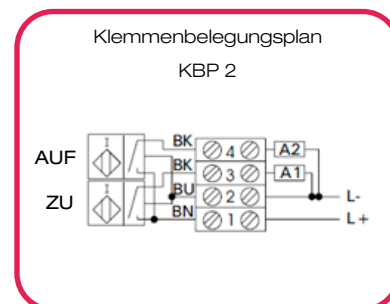 Klemmenbelegungsplan
KBP 2
AUF
I
BK
4
A2
ZU
I
BK
3
A1
BU
2
L-
BN
1
L+